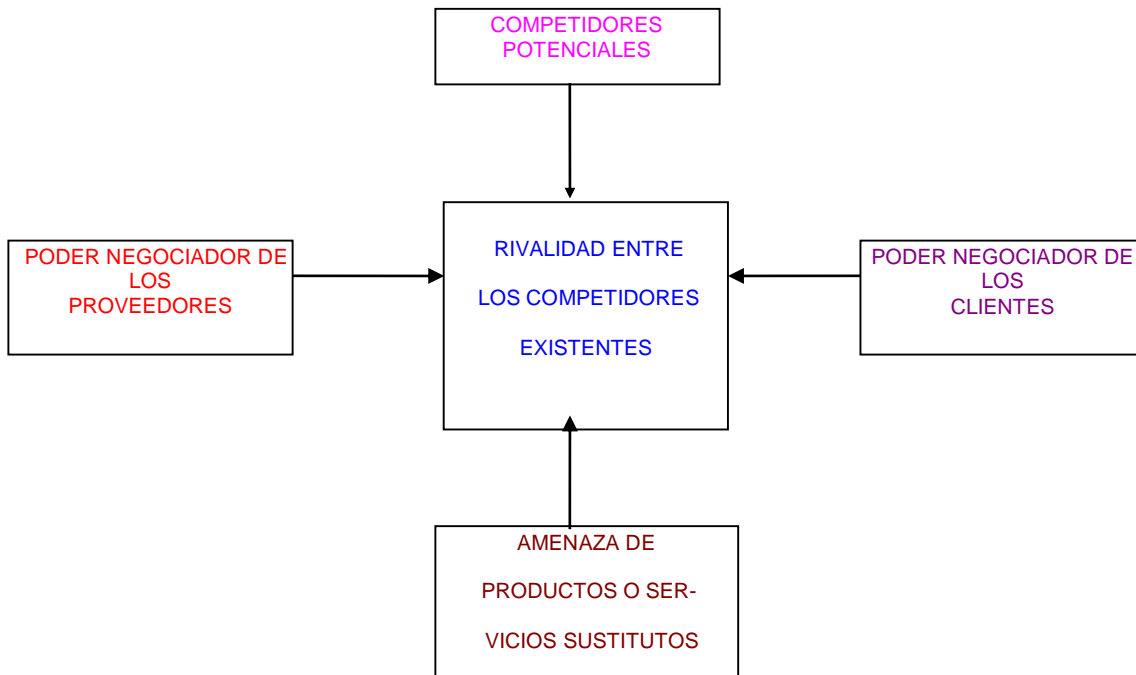 COMPETIDORES
POTENCIALES
PODER NEGOCIADOR DE
LOS
PROVEEDORES
RIVALIDAD ENTRE
LOS COMPETIDORES
EXISTENTES
PODER NEGOCIADOR DE
LOS
CLIENTES
AMENAZA DE
PRODUCTOS O SER-
VICIOS SUSTITUTOS